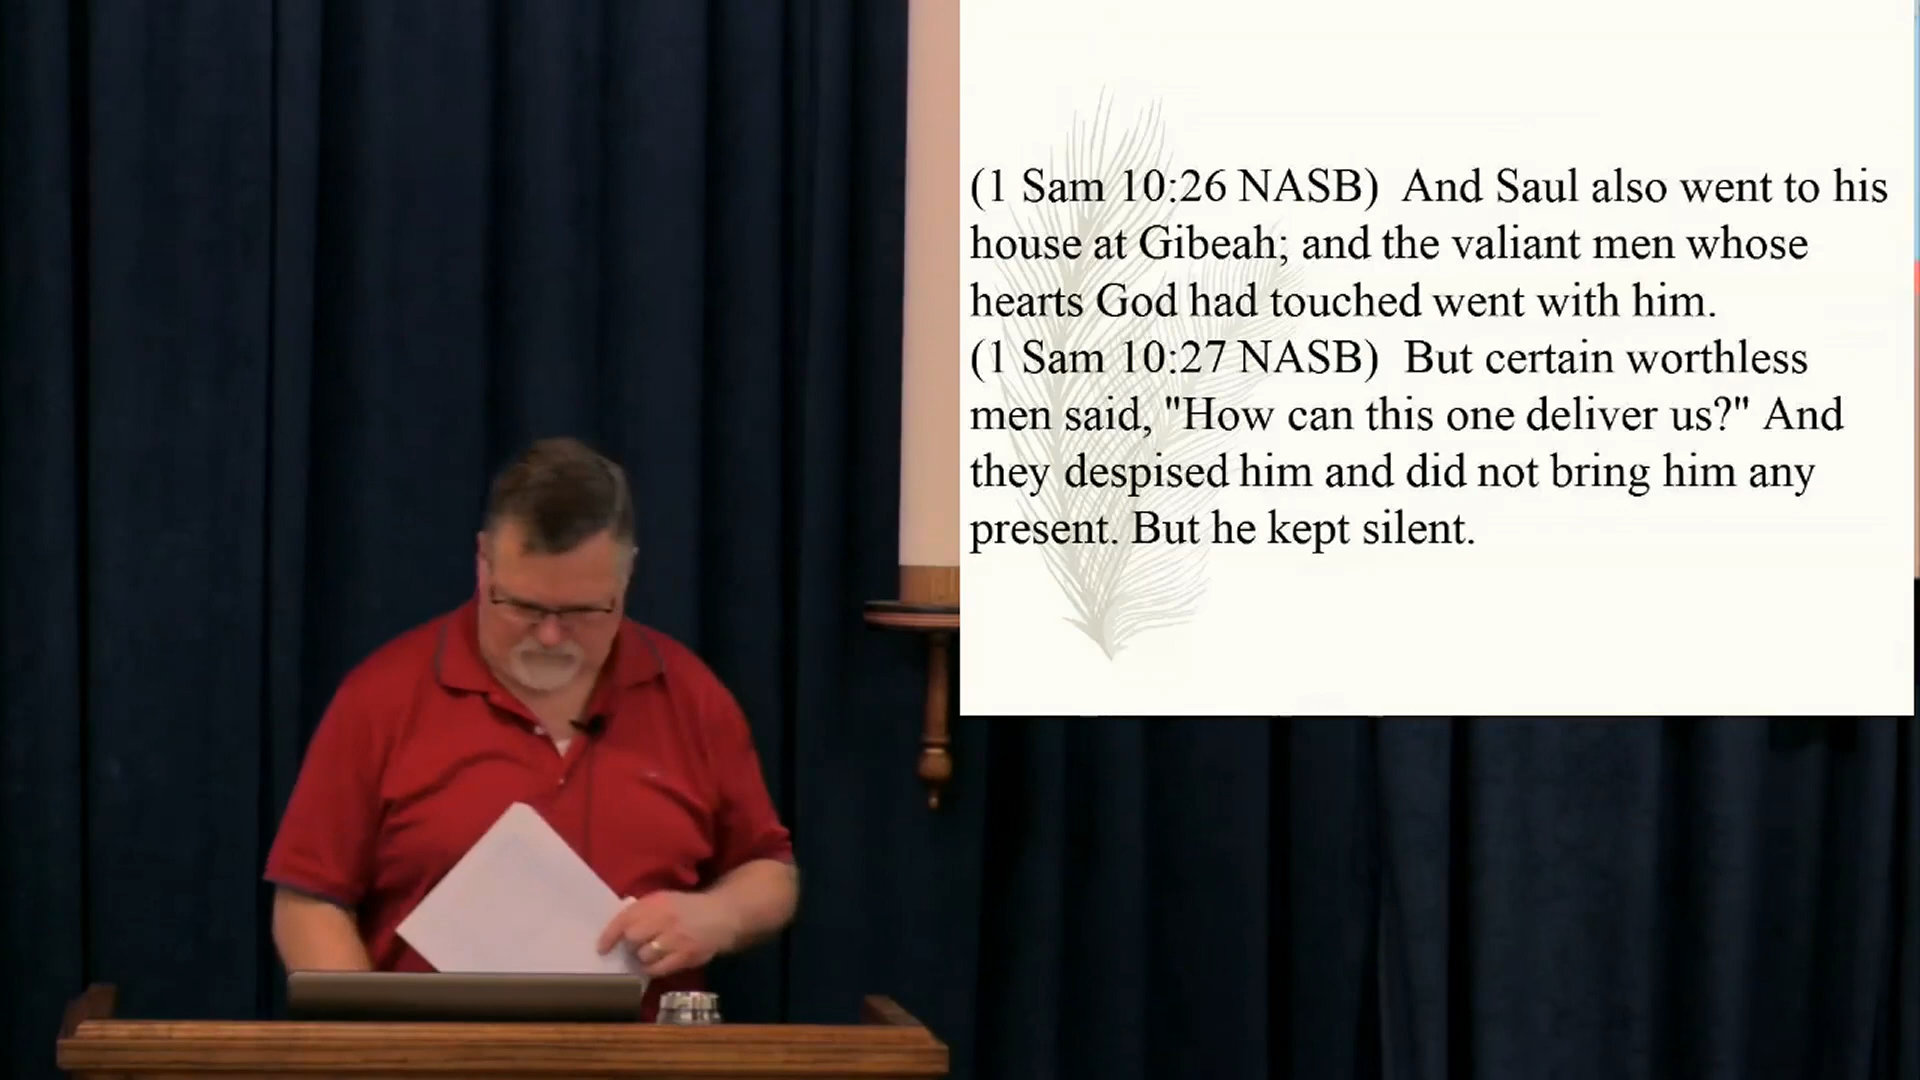 (1 Sam 10:26 NASB)  And Saul also went to his
house at Gibeah; and the valiant men whose
hearts God had touched went with him.
(1 Sam 10:27 NASB)  But certain worthless
men said, "How can this one deliver us?" And
they despised him and did not bring him any
present. But he kept silent.